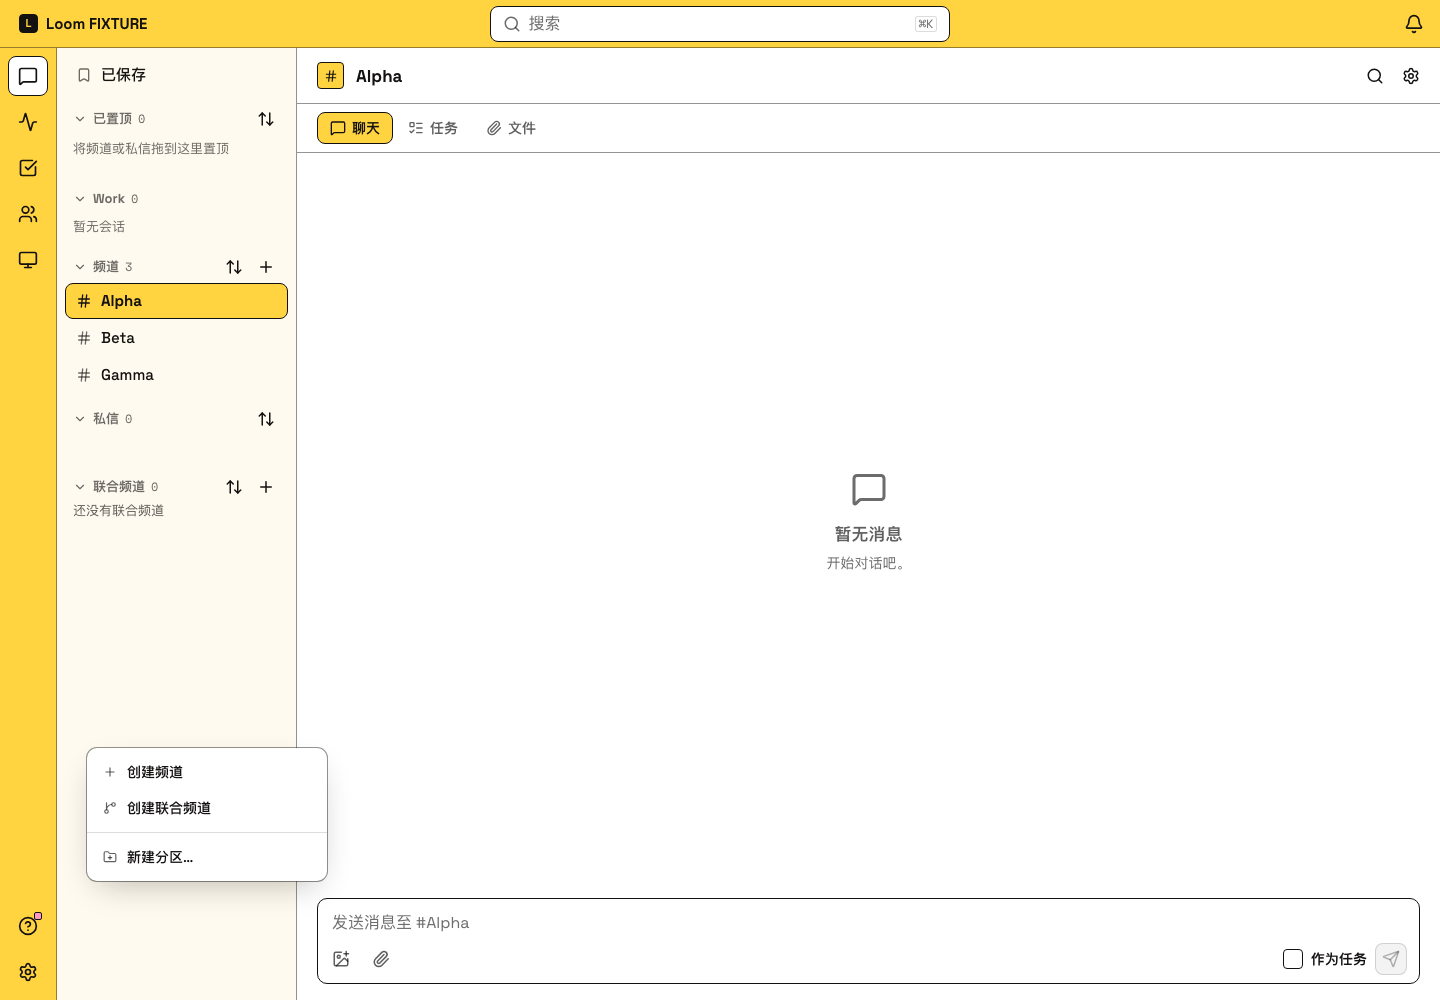 L Loom FIXTURE
搜索
⌘K
已保存
已置顶 0
将频道或私信拖到这里置顶
Work 0
暂无会话
频道 3
Alpha
Beta
Gamma
私信 0
联合频道 0
还没有联合频道
创建频道
创建联合频道
新建分区...
# Alpha
聊天
任务
文件
暂无消息
开始对话吧。
发送消息至 #Alpha
作为任务